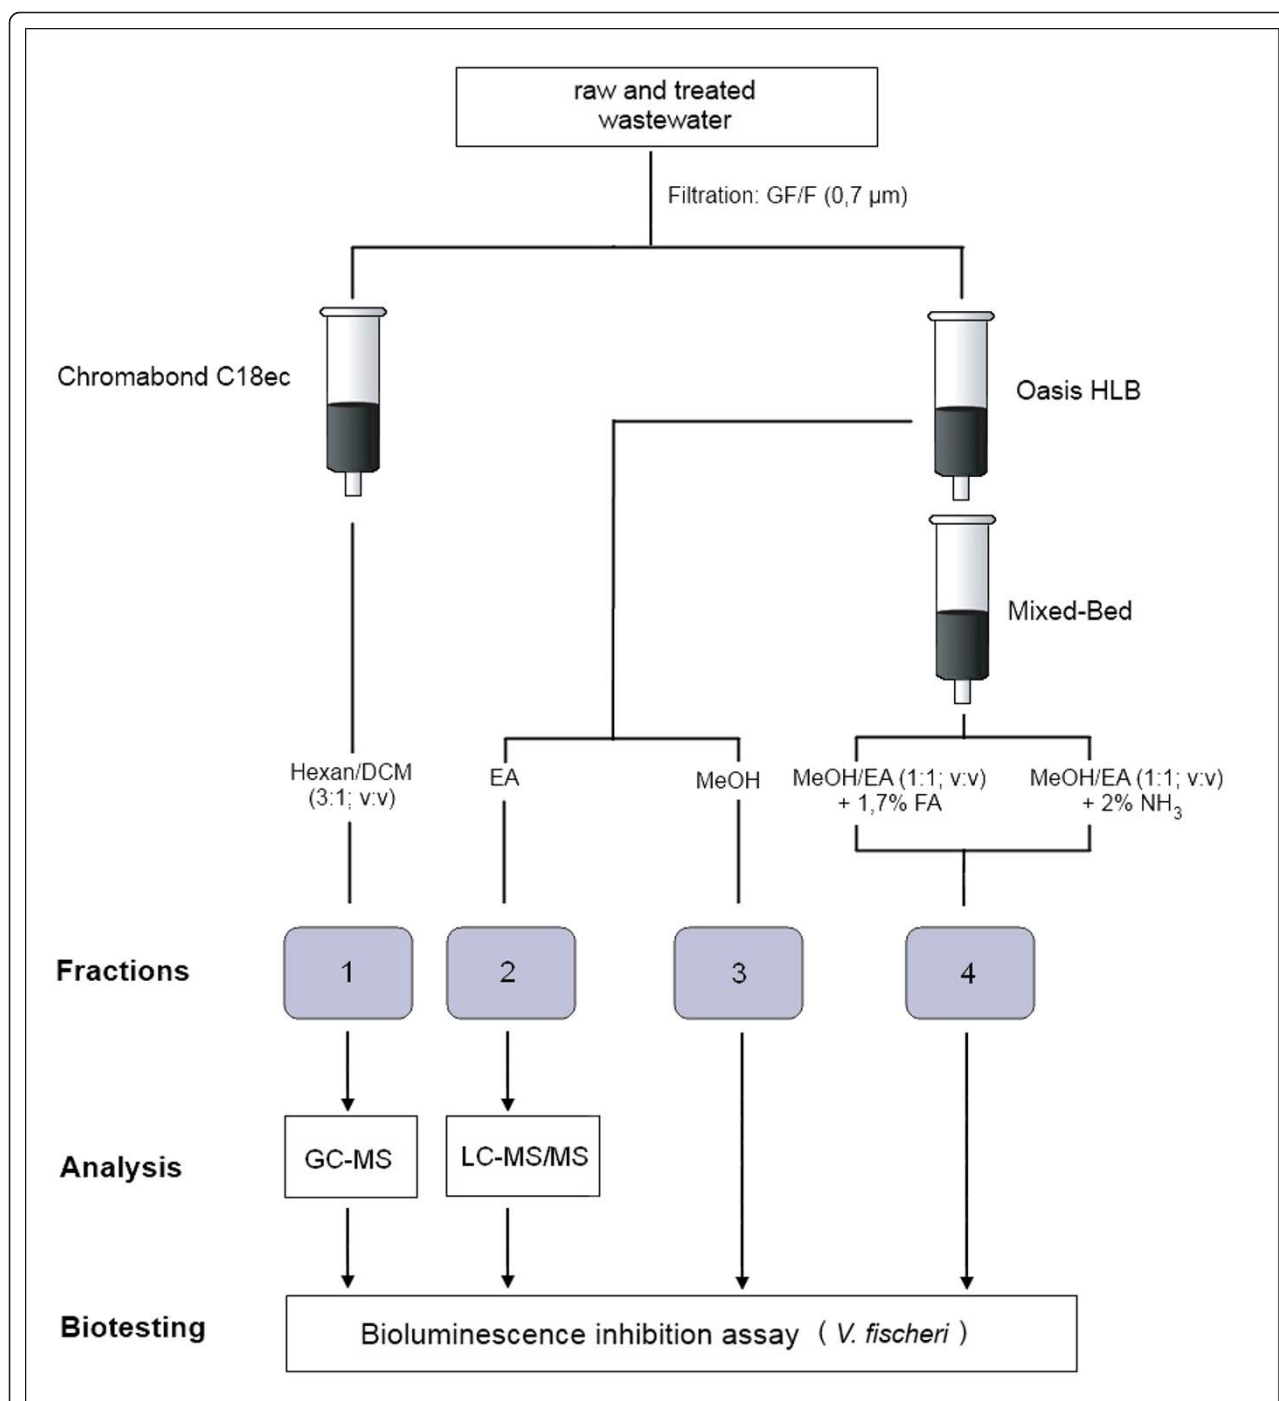 raw and treated
wastewater
Filtration: GF/F (0,7 µm)
Chromabond C18ec
Oasis HLB
Mixed-Bed
Hexan/DCM
(3:1; v:v)
EA
MeOH
MeOH/EA (1:1; v:v)
+ 1,7% FA
MeOH/EA (1:1; v:v)
+ 2% NH3
Fractions
1
2
3
4
Analysis
GC-MS
LC-MS/MS
Biotesting
Bioluminescence inhibition assay ( V. fischeri )